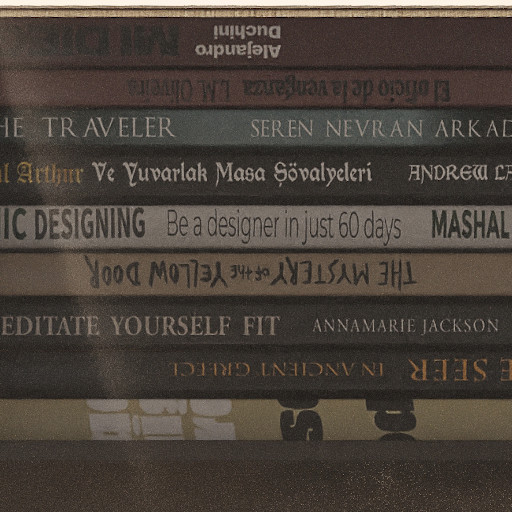 Alejandro
Duchini
El oficio de la venganza L.M. Oliveira
HE TRAVELER SEREN NEVRAN ARKAD
al Arthur Ve Yuvarlak Masa Şövalyeleri ANDREW LA
IC DESIGNING Be a designer in just 60 days MASHAL
THE MYSTERY OF THE YELLOW DOOR
EDITATE YOURSELF FIT ANNAMARIE JACKSON
E SEER IN ANCIENT GREECE